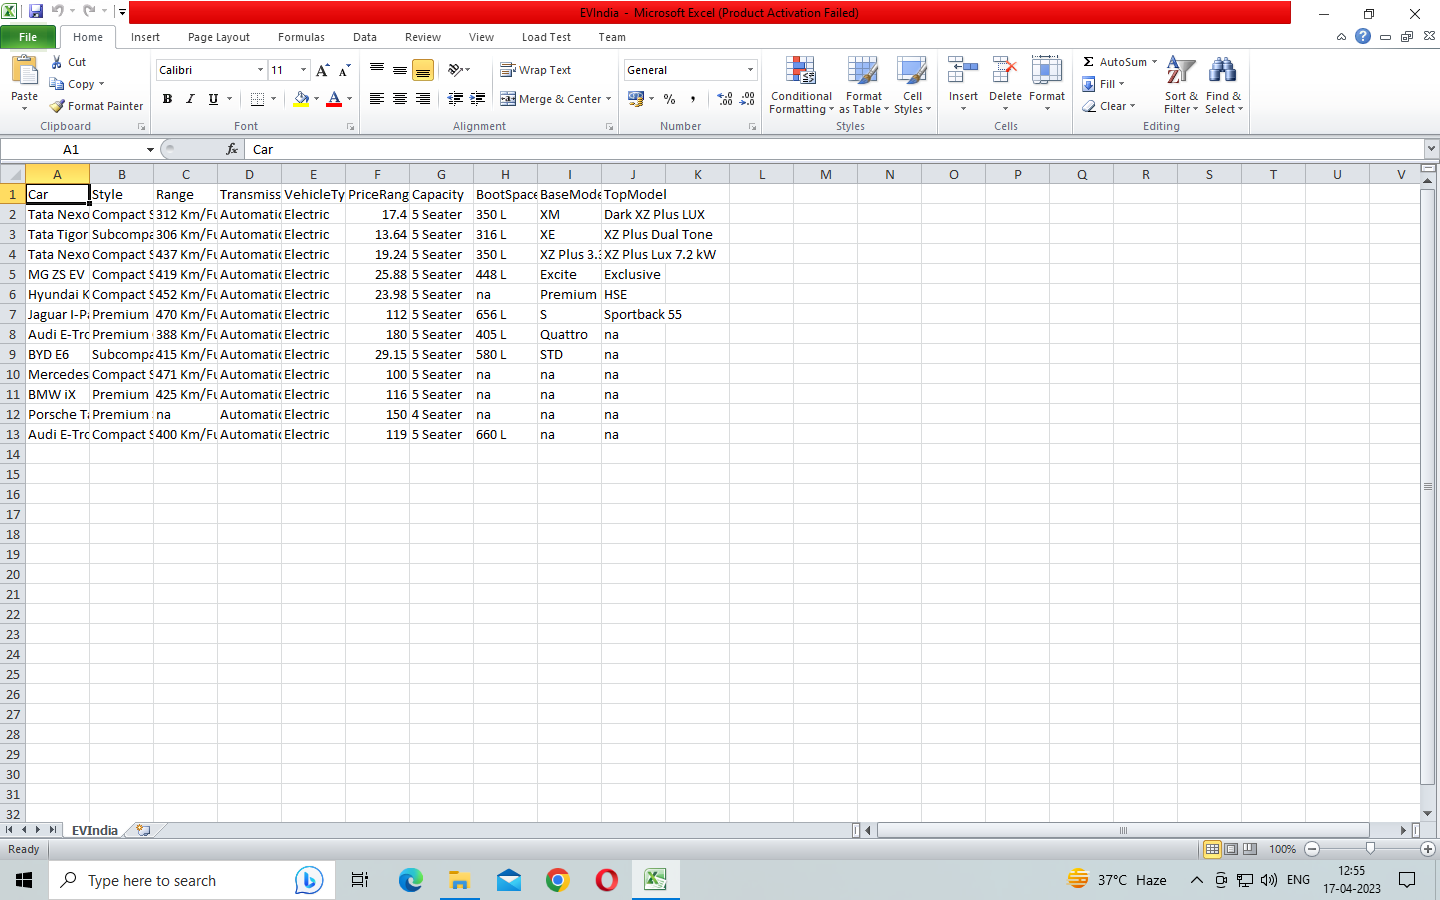 EVIndia - Microsoft Excel (Product Activation Failed)
File Home Insert Page Layout Formulas Data Review View Load Test Team
Paste Cut Copy Format Painter Clipboard
Calibri 11 A A B I U A Font
Wrap Text Merge & Center Alignment
General % , Number
Conditional Formatting Format as Table Cell Styles Styles
Insert Delete Format Cells
Σ AutoSum Fill Clear Sort & Filter Find & Select Editing
A1 fx Car
A B C D E F G H I J K L M N O P Q R S T U V
1 Car Style Range Transmiss VehicleTy PriceRang Capacity BootSpace BaseMode TopModel
2 Tata Nexo Compact S 312 Km/Fu Automatic Electric 17.4 5 Seater 350 L XM Dark XZ Plus LUX
3 Tata Tigor Subcompa 306 Km/Fu Automatic Electric 13.64 5 Seater 316 L XE XZ Plus Dual Tone
4 Tata Nexo Compact S 437 Km/Fu Automatic Electric 19.24 5 Seater 350 L XZ Plus 3.3 XZ Plus Lux 7.2 kW
5 MG ZS EV Compact S 419 Km/Fu Automatic Electric 25.88 5 Seater 448 L Excite Exclusive
6 Hyundai K Compact S 452 Km/Fu Automatic Electric 23.98 5 Seater na Premium HSE
7 Jaguar I-Pa Premium 470 Km/Fu Automatic Electric 112 5 Seater 656 L S Sportback 55
8 Audi E-Tro Premium 388 Km/Fu Automatic Electric 180 5 Seater 405 L Quattro na
9 BYD E6 Subcompa 415 Km/Fu Automatic Electric 29.15 5 Seater 580 L STD na
10 Mercedes Compact S 471 Km/Fu Automatic Electric 100 5 Seater na na na
11 BMW iX Premium 425 Km/Fu Automatic Electric 116 5 Seater na na na
12 Porsche Ta Premium na Automatic Electric 150 4 Seater na na na
13 Audi E-Tro Compact S 400 Km/Fu Automatic Electric 119 5 Seater 660 L na na
14
15
16
17
18
19
20
21
22
23
24
25
26
27
28
29
30
31
32
EVIndia
Ready 100%
Type here to search 37°C Haze ENG 12:55
17-04-2023